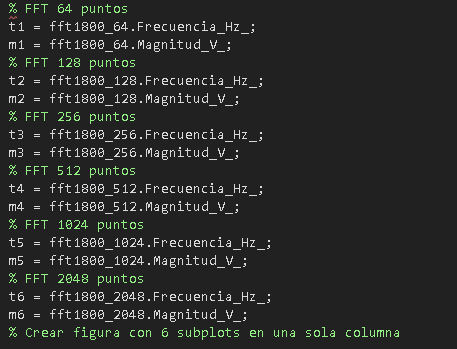 % FFT 64 puntos
t1 = fft1800_64.Frecuencia_Hz_;
m1 = fft1800_64.Magnitud_V_;
% FFT 128 puntos
t2 = fft1800_128.Frecuencia_Hz_;
m2 = fft1800_128.Magnitud_V_;
% FFT 256 puntos
t3 = fft1800_256.Frecuencia_Hz_;
m3 = fft1800_256.Magnitud_V_;
% FFT 512 puntos
t4 = fft1800_512.Frecuencia_Hz_;
m4 = fft1800_512.Magnitud_V_;
% FFT 1024 puntos
t5 = fft1800_1024.Frecuencia_Hz_;
m5 = fft1800_1024.Magnitud_V_;
% FFT 2048 puntos
t6 = fft1800_2048.Frecuencia_Hz_;
m6 = fft1800_2048.Magnitud_V_;
% Crear figura con 6 subplots en una sola columna